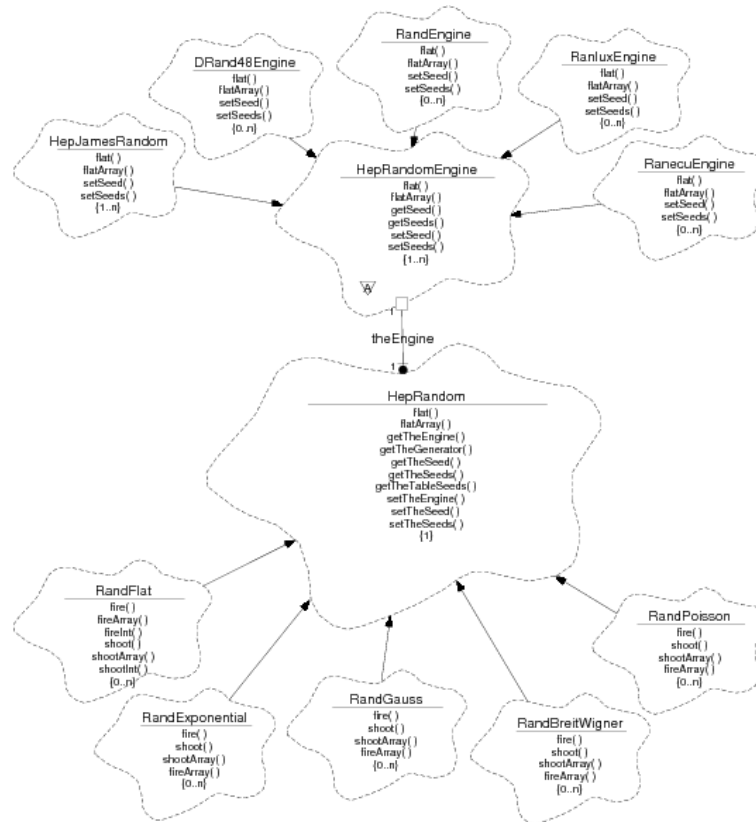 RandEngine
flat( )
flatArray( )
setSeed( )
setSeeds( )
{0..n}
DRand48Engine
flat( )
flatArray( )
setSeed( )
setSeeds( )
{0..n}
RanluxEngine
flat( )
flatArray( )
setSeed( )
setSeeds( )
{0..n}
HepJamesRandom
flat( )
flatArray( )
setSeed( )
setSeeds( )
{1..n}
HepRandomEngine
flat( )
flatArray( )
getSeed( )
getSeeds( )
setSeed( )
setSeeds( )
{1..n}
A
RanecuEngine
flat( )
flatArray( )
setSeed( )
setSeeds( )
{0..n}
1
theEngine
1
HepRandom
flat( )
flatArray( )
getTheEngine( )
getTheGenerator( )
getTheSeed( )
getTheSeeds( )
getTheTableSeeds( )
setTheEngine( )
setTheSeed( )
setTheSeeds( )
{1}
RandFlat
fire( )
fireArray( )
fireInt( )
shoot( )
shootArray( )
shootInt( )
{0..n}
RandPoisson
fire( )
shoot( )
shootArray( )
fireArray( )
{0..n}
RandExponential
fire( )
shoot( )
shootArray( )
fireArray( )
{0..n}
RandGauss
fire( )
shoot( )
shootArray( )
fireArray( )
{0..n}
RandBreitWigner
fire( )
shoot( )
shootArray( )
fireArray( )
{0..n}